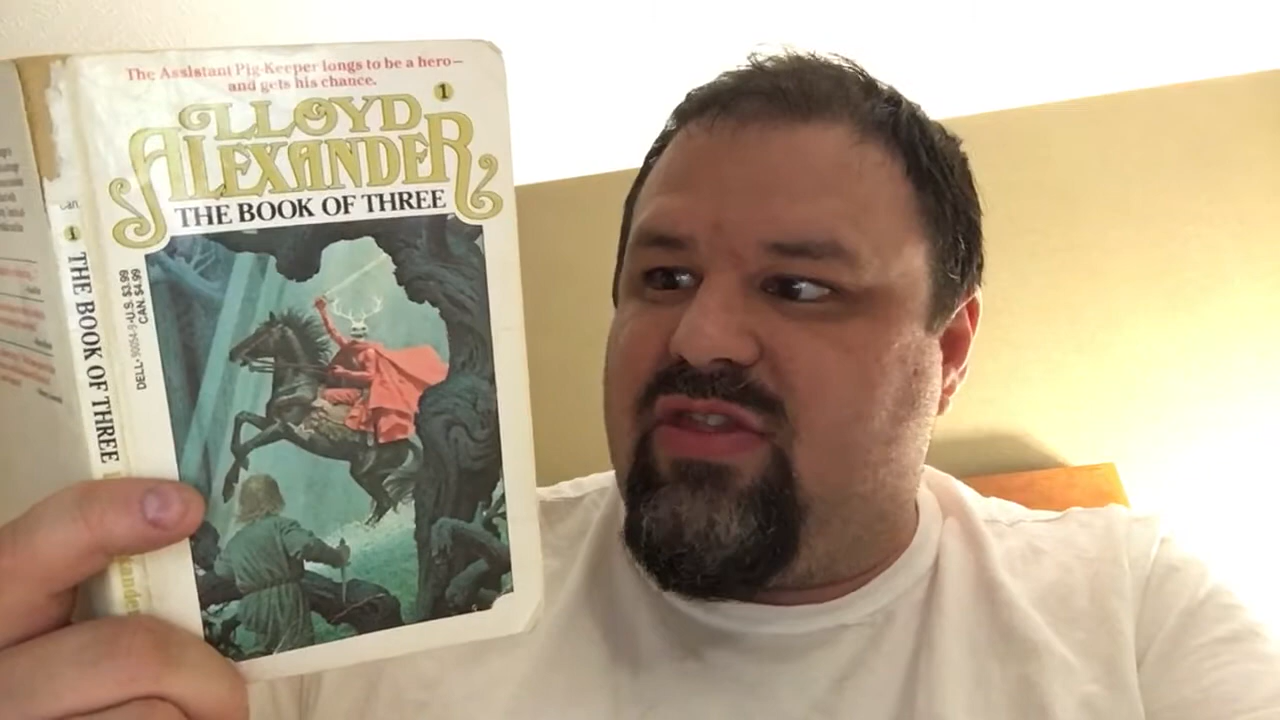 The Assistant Pig-Keeper longs to be a hero—
and gets his chance.
1
LLOYD
ALEXANDER
THE BOOK OF THREE
1
THE BOOK OF THREE
U.S. $3.99
CAN. $4.99